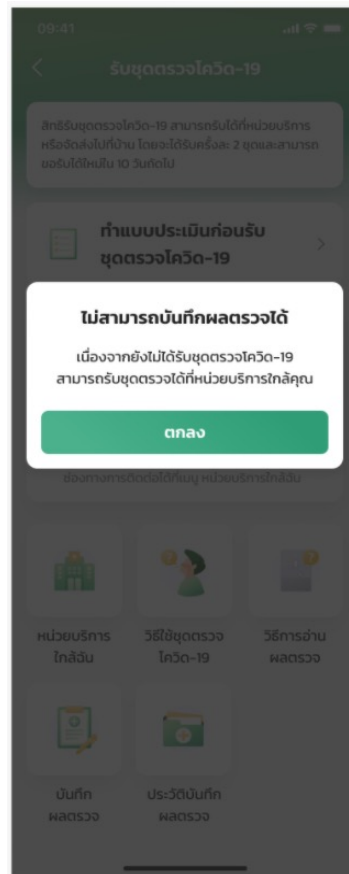 09:41
รับชุดตรวจโควิด-19
สิทธิรับชุดตรวจโควิด-19 สามารถรับได้ที่หน่วยบริการ
หรือจัดส่งไปที่บ้าน โดยจะได้รับครั้งละ 2 ชุดและสามารถ
ขอรับได้ใหม่ใน 10 วันถัดไป
ทำแบบประเมินก่อนรับ
ชุดตรวจโควิด-19
ไม่สามารถบันทึกผลตรวจได้
เนื่องจากยังไม่ได้รับชุดตรวจโควิด-19
สามารถรับชุดตรวจได้ที่หน่วยบริการใกล้คุณ
ตกลง
ช่องทางการติดต่อได้ที่เมนู หน่วยบริการใกล้ฉัน
หน่วยบริการ
ใกล้ฉัน
วิธีใช้ชุดตรวจ
โควิด-19
วิธีการอ่าน
ผลตรวจ
บันทึก
ผลตรวจ
ประวัติบันทึก
ผลตรวจ